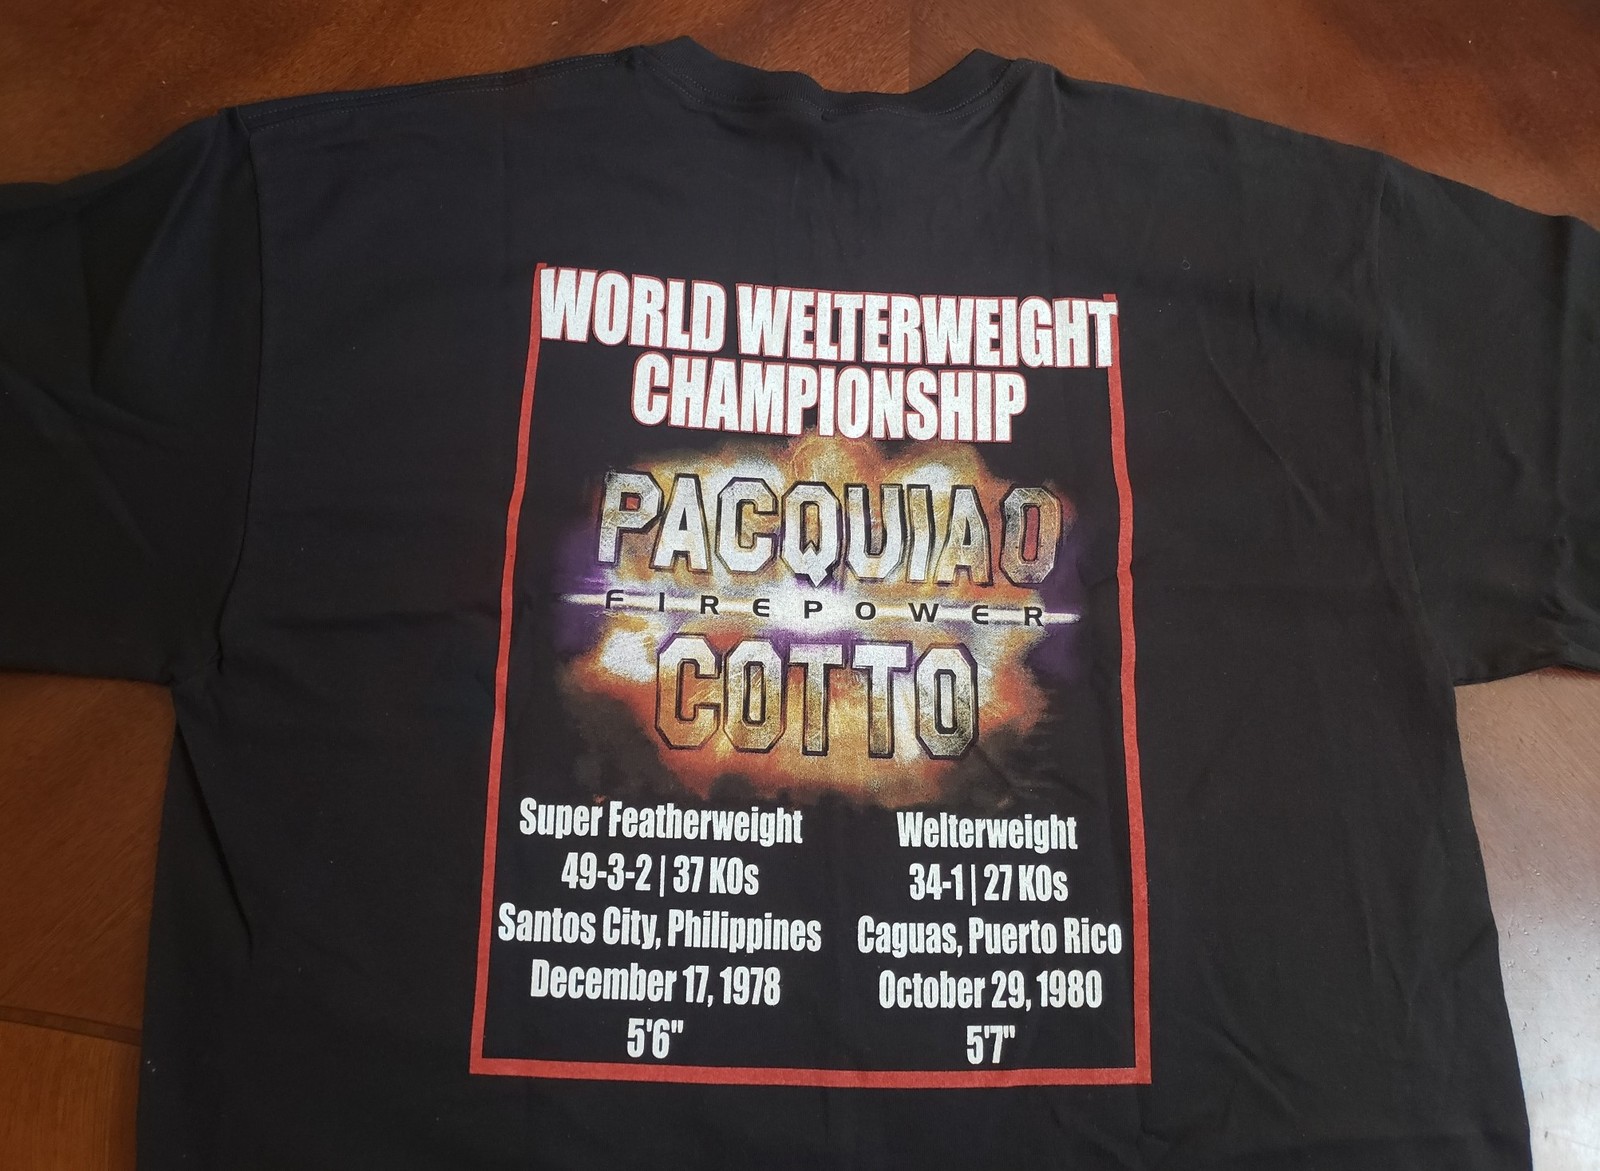 WORLD WELTERWEIGHT
CHAMPIONSHIP
PACQUIAO
FIREPOWER
COTTO
Super Featherweight
49-3-2 | 37 KOs
Santos City, Philippines
December 17, 1978
5'6"
Welterweight
34-1 | 27 KOs
Caguas, Puerto Rico
October 29, 1980
5'7"